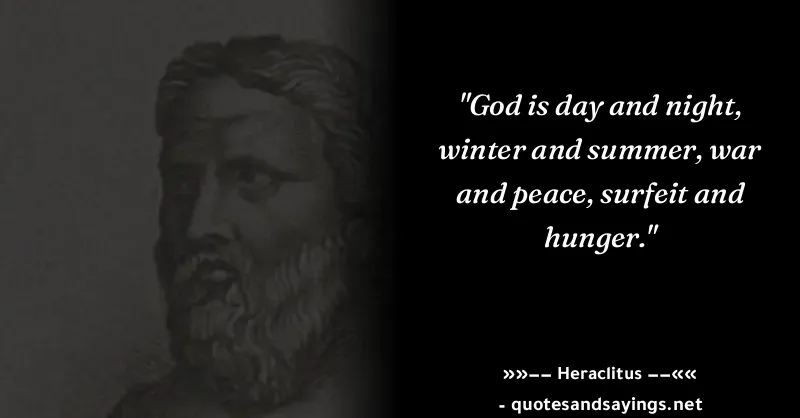 "God is day and night,
winter and summer, war
and peace, surfeit and
hunger."
»»–– Heraclitus ––««
- quotesandsayings.net